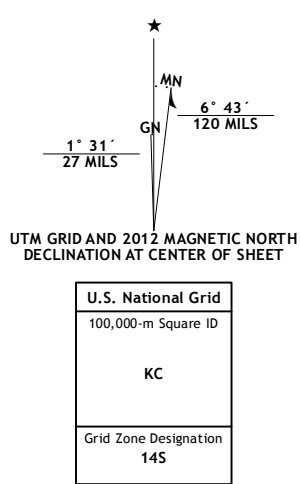 ★
MN
6° 43´
120 MILS
GN
1° 31´
27 MILS
UTM GRID AND 2012 MAGNETIC NORTH
DECLINATION AT CENTER OF SHEET
U.S. National Grid
100,000-m Square ID
KC
Grid Zone Designation
14S